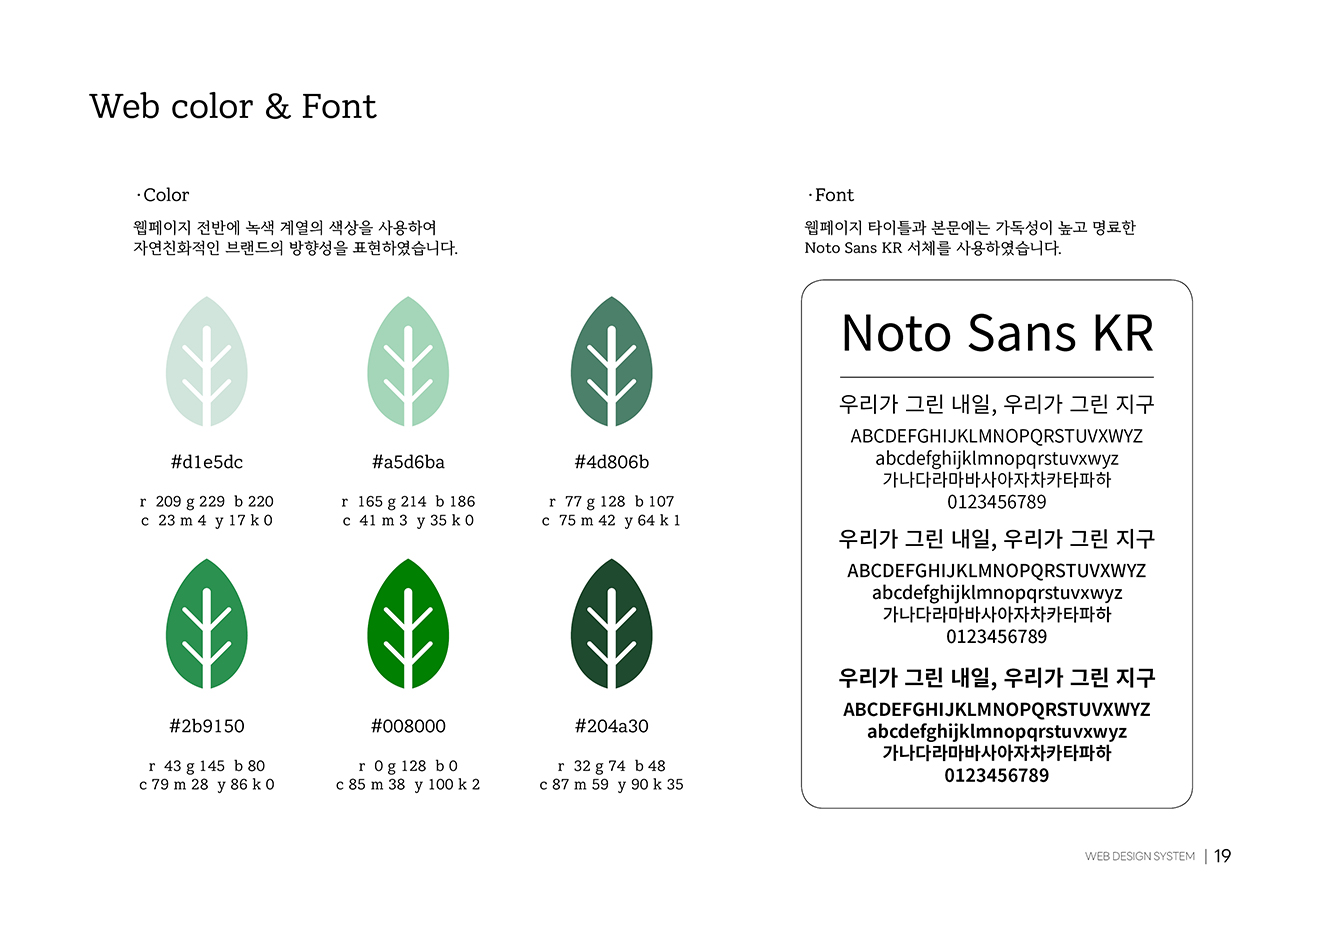 Web color & Font
·Color
웹페이지 전반에 녹색 계열의 색상을 사용하여
자연친화적인 브랜드의 방향성을 표현하였습니다.
#d1e5dc
r 209 g 229 b 220
c 23 m 4 y 17 k 0
#a5d6ba
r 165 g 214 b 186
c 41 m 3 y 35 k 0
#4d806b
r 77 g 128 b 107
c 75 m 42 y 64 k 1
#2b9150
r 43 g 145 b 80
c 79 m 28 y 86 k 0
#008000
r 0 g 128 b 0
c 85 m 38 y 100 k 2
#204a30
r 32 g 74 b 48
c 87 m 59 y 90 k 35
·Font
웹페이지 타이틀과 본문에는 가독성이 높고 명료한
Noto Sans KR 서체를 사용하였습니다.
Noto Sans KR
우리가 그린 내일, 우리가 그린 지구
ABCDEFGHIJKLMNOPQRSTUVXWYZ
abcdefghijklmnopqrstuvxwyz
가나다라마바사아자차카타파하
0123456789
우리가 그린 내일, 우리가 그린 지구
ABCDEFGHIJKLMNOPQRSTUVXWYZ
abcdefghijklmnopqrstuvxwyz
가나다라마바사아자차카타파하
0123456789
우리가 그린 내일, 우리가 그린 지구
ABCDEFGHIJKLMNOPQRSTUVXWYZ
abcdefghijklmnopqrstuvxwyz
가나다라마바사아자차카타파하
0123456789
WEB DESIGN SYSTEM | 19